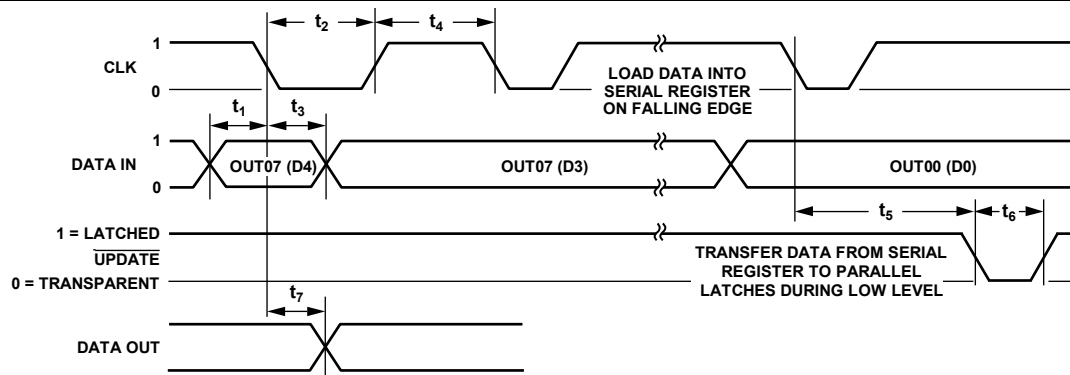 t2
t4
1
CLK
0
LOAD DATA INTO
SERIAL REGISTER
ON FALLING EDGE
t1
t3
1
DATA IN
0
OUT07 (D4)
OUT07 (D3)
OUT00 (D0)
t5
t6
1 = LATCHED
UPDATE
0 = TRANSPARENT
TRANSFER DATA FROM SERIAL
REGISTER TO PARALLEL
LATCHES DURING LOW LEVEL
t7
DATA OUT